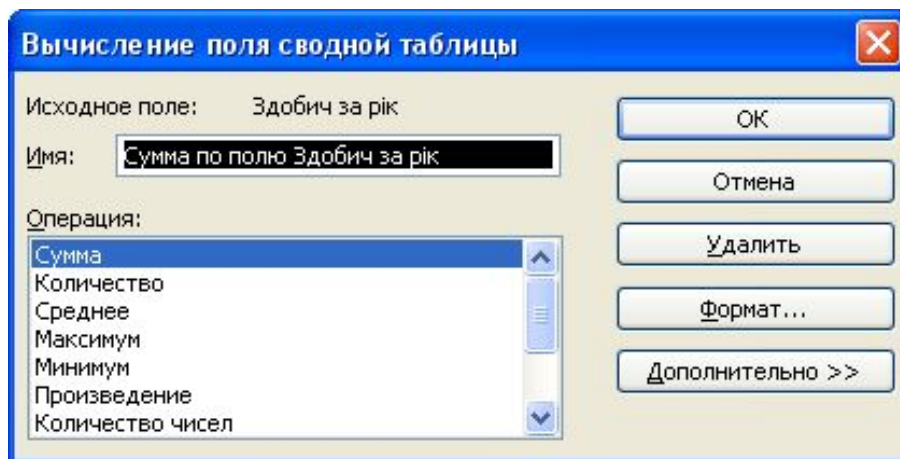 Вычисление поля сводной таблицы
Исходное поле: Здобич за рік
Имя: Сумма по полю Здобич за рік
Операция:
Сумма
Количество
Среднее
Максимум
Минимум
Произведение
Количество чисел
ОК
Отмена
Удалить
Формат...
Дополнительно >>